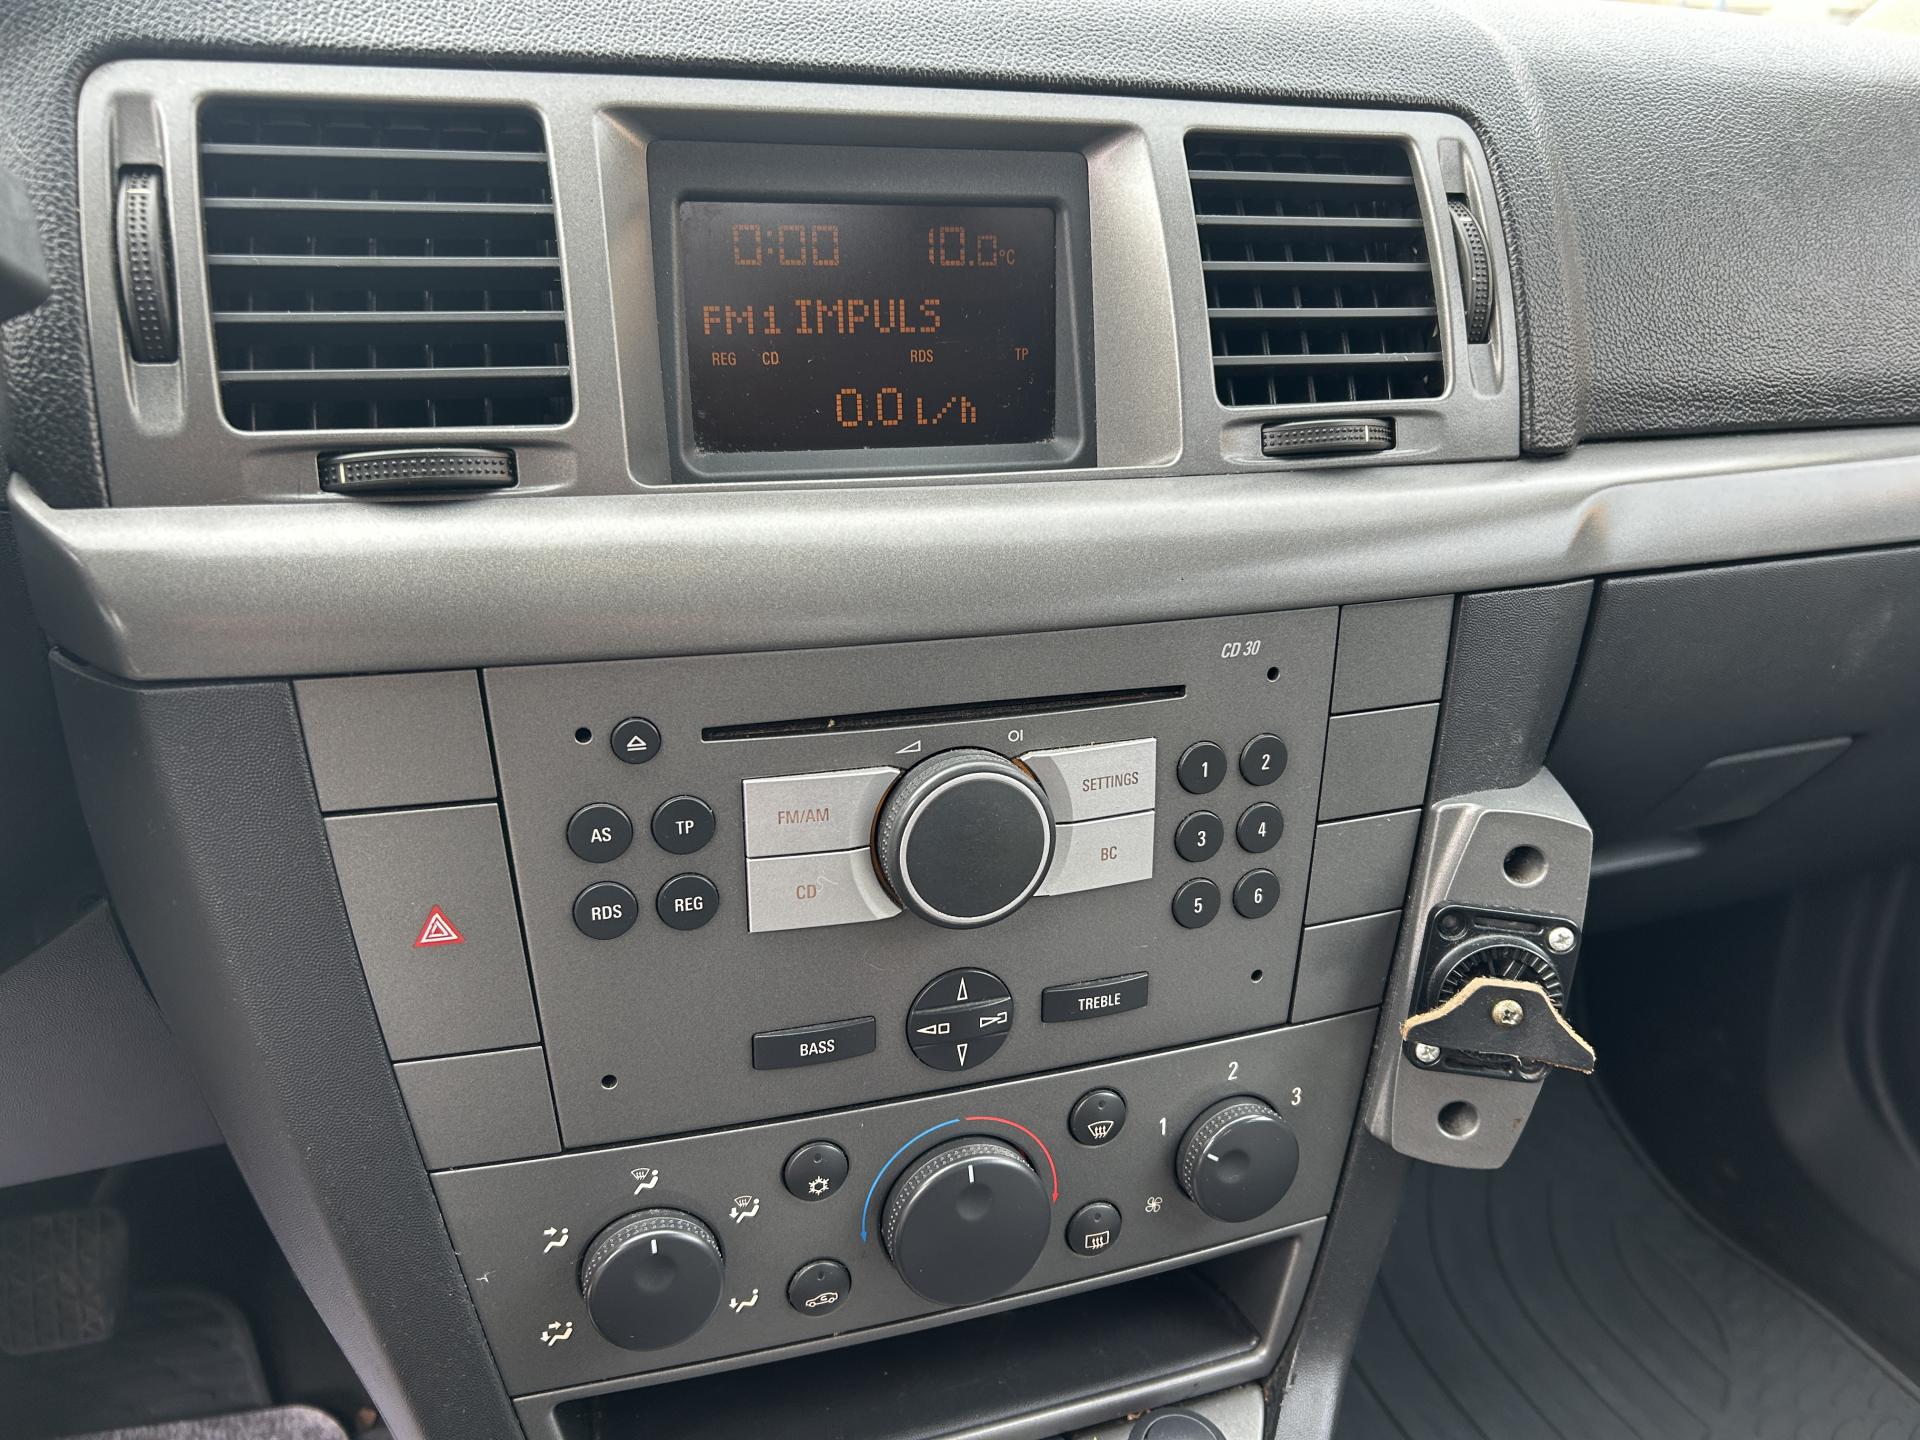 0:00 10.0°C
FM1 IMPULS
REG CD RDS TP
0.0 L/h
CD 30
FM/AM
SETTINGS
1 2
AS TP
3 4
CD
BC
RDS REG
5 6
BASS
TREBLE
1 2 3